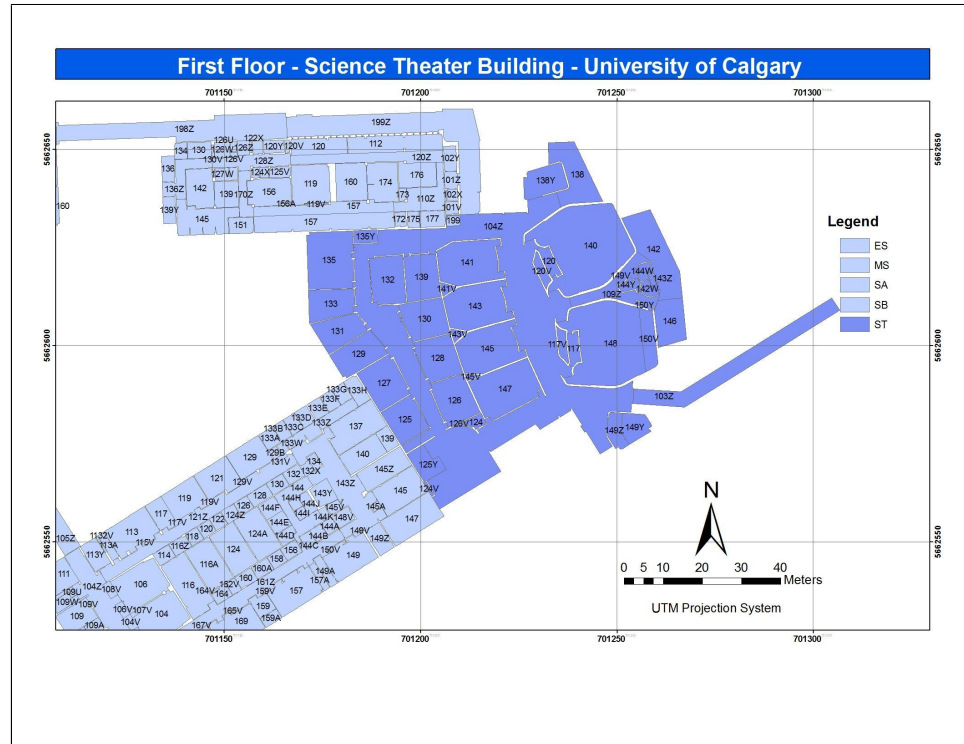 First Floor - Science Theater Building - University of Calgary
701150 701200 701250 701300
5662650
5662600
5662550
198Z
199Z
126U 122X
134 130 126W 126Z 120Y 120V 120 112
130V 126V 128Z 120Z 102Y
136 127W 124X 125V
142 119 160 174 176 101Z
136Z 139 170Z 156 173 110Z 102X
139Y 156A 119V 157 101V
145 151 157 172 175 177 199
160
138Y 138
104Z
135Y
140 142
135 141 120 120V
132 139 149V 144W 143Z
144Y 142W
141V 109Z
133 143 150Y
130 146
131 143V 117V 117 148 150V
129 128 145
127 145V 147 103Z
126
125 126V 124 149Z 149Y
125Y
124V
133G 133H
133F
133E
133D
133B 133C 133Z 137
133A 133W 139
129 129B
131V 134 140
121 132X 145Z
129V 132 143Z
119 130 144
119V 128 144H 143Y 145
117 126 144F 144J 145V 145A
121Z 124Z 144I 144K 148V
117V 122 144E 144A 147
113 120 124A 144D 144B 149V
1132V 118 149Z
105Z 113A 115V 116Z 144C 150V
113Y 114 124 156 149
158
111 116A 160A 149A
104Z 106 160 161Z 157A
109U 108V 116 162V 159V 157
109W 164V 164
109V 106V 107V 165V 159
109 104 159A
109A 104V 167V 169
Legend
ES
MS
SA
SB
ST
N
0 5 10 20 30 40
Meters
UTM Projection System
701150 701200 701250 701300